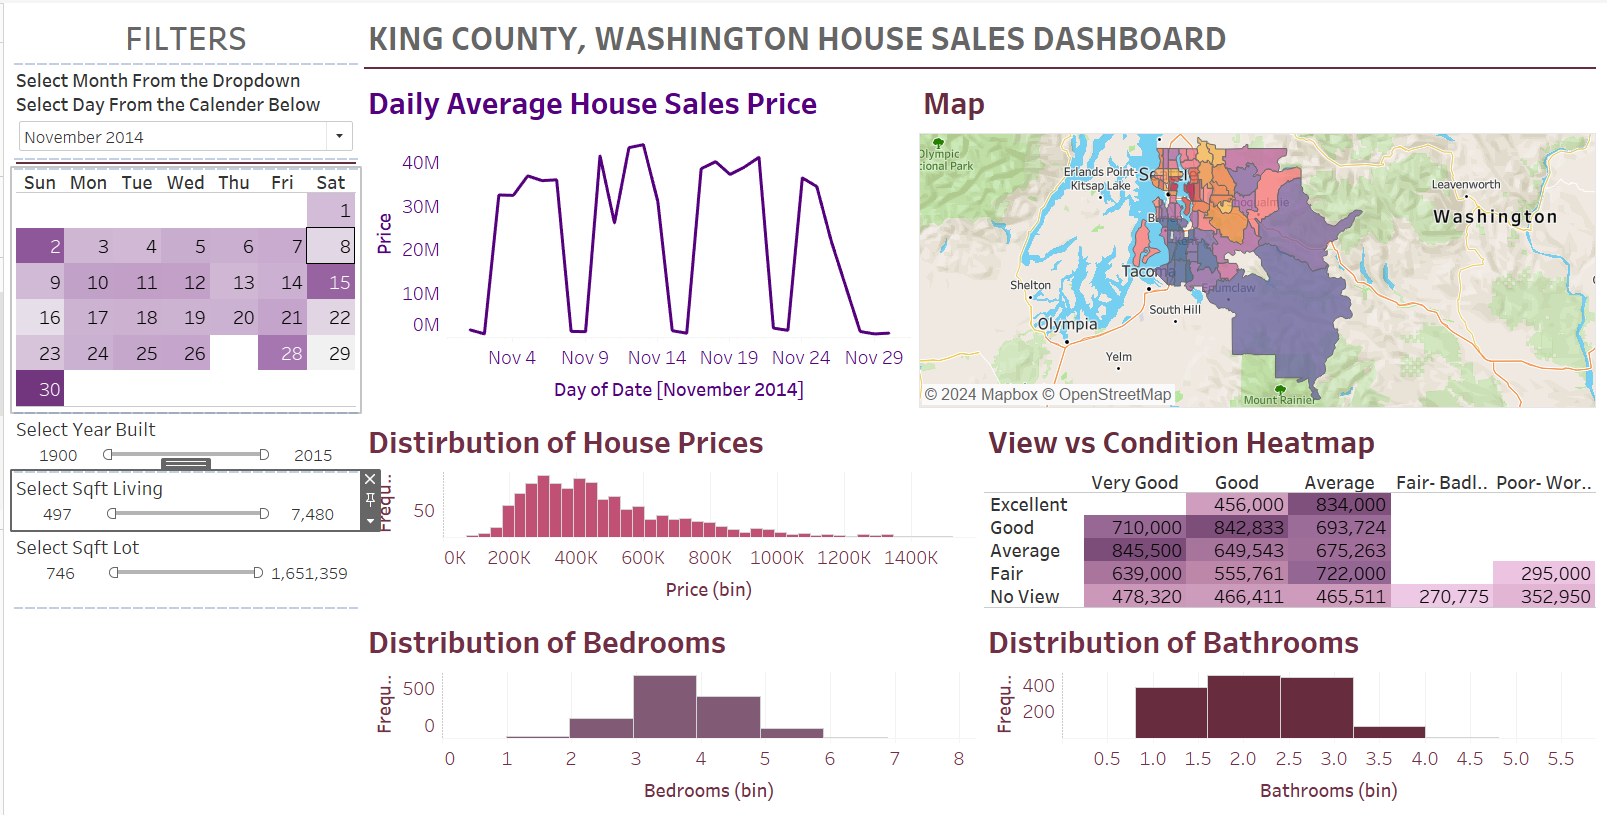 FILTERS
KING COUNTY, WASHINGTON HOUSE SALES DASHBOARD
Select Month From the Dropdown
Select Day From the Calender Below
November 2014
Sun Mon Tue Wed Thu Fri Sat
1
2 3 4 5 6 7 8
9 10 11 12 13 14 15
16 17 18 19 20 21 22
23 24 25 26 28 29
30
Select Year Built
1900 2015
Select Sqft Living
497 7,480
Select Sqft Lot
746 1,651,359
Daily Average House Sales Price
Price
40M
30M
20M
10M
0M
Nov 4 Nov 9 Nov 14 Nov 19 Nov 24 Nov 29
Day of Date [November 2014]
Map
Olympic
National Park
Erlands Point-
Kitsap Lake
Leavenworth
Washington
Tacoma
Enumclaw
Shelton
South Hill
Olympia
Yelm
Mount Rainier
© 2024 Mapbox © OpenStreetMap
Distirbution of House Prices
Frequ..
50
0K 200K 400K 600K 800K 1000K 1200K 1400K
Price (bin)
View vs Condition Heatmap
Very Good Good Average Fair- Badl.. Poor- Wor..
Excellent 456,000 834,000
Good 710,000 842,833 693,724
Average 845,500 649,543 675,263
Fair 639,000 555,761 722,000 295,000
No View 478,320 466,411 465,511 270,775 352,950
Distribution of Bedrooms
Frequ..
500
0
0 1 2 3 4 5 6 7 8
Bedrooms (bin)
Distribution of Bathrooms
Frequ..
400
200
0.5 1.0 1.5 2.0 2.5 3.0 3.5 4.0 4.5 5.0 5.5
Bathrooms (bin)